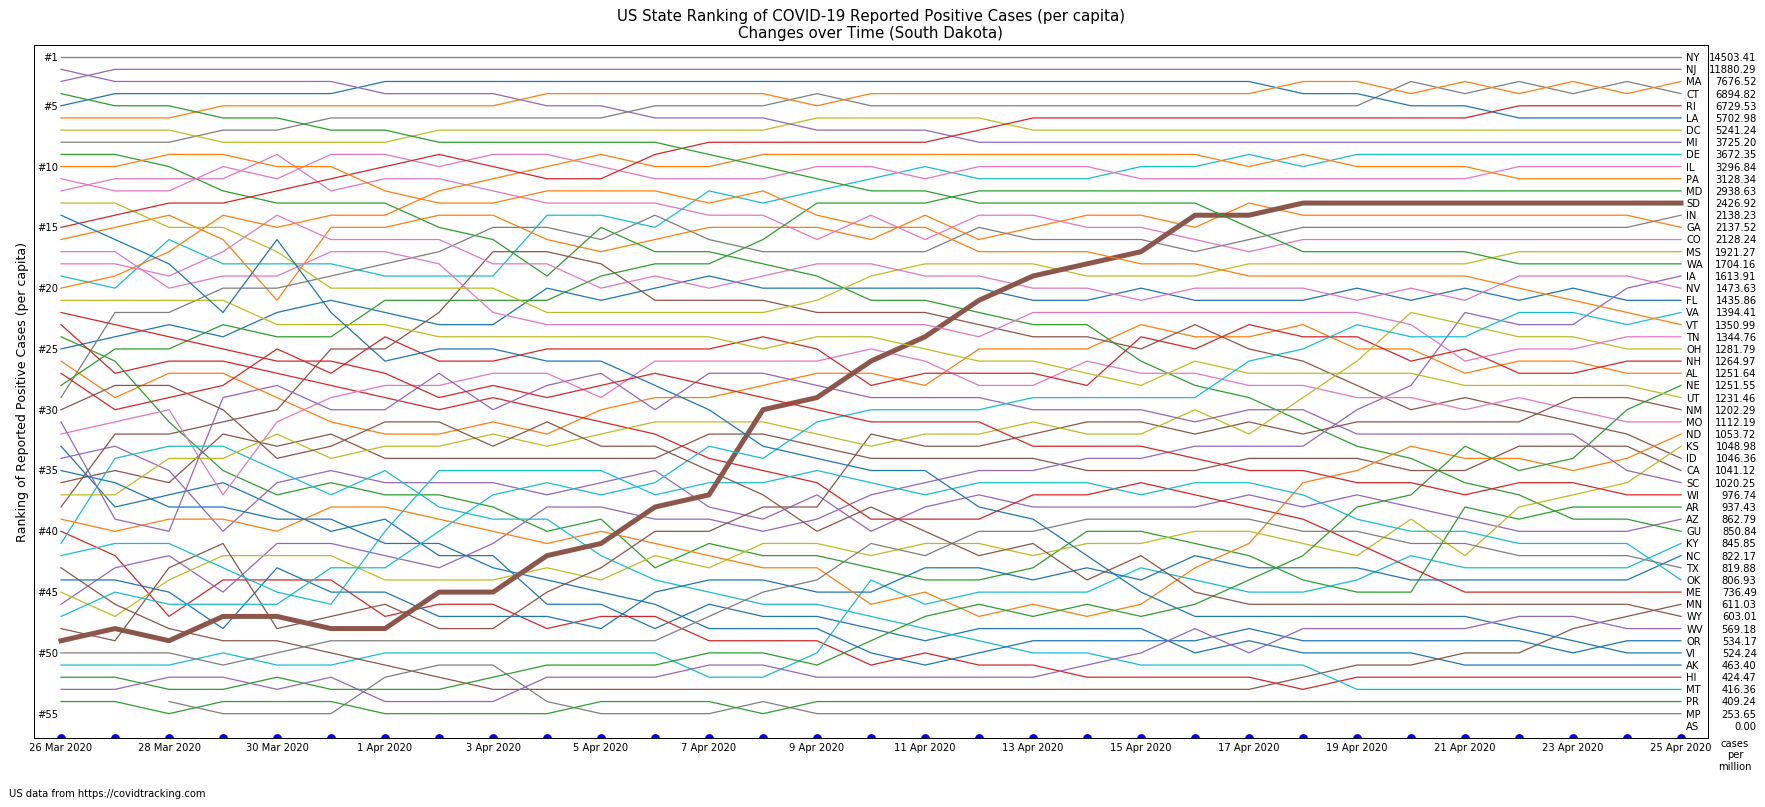 US State Ranking of COVID-19 Reported Positive Cases (per capita)
Changes over Time (South Dakota)
Ranking of Reported Positive Cases (per capita)
#1
#5
#10
#15
#20
#25
#30
#35
#40
#45
#50
#55
NY 14503.41
NJ 11880.29
MA 7676.52
CT 6894.82
RI 6729.53
LA 5702.98
DC 5241.24
MI 3725.20
DE 3672.35
IL 3296.84
PA 3128.34
MD 2938.63
SD 2426.92
IN 2138.23
GA 2137.52
CO 2128.24
MS 1921.27
WA 1704.16
IA 1613.91
NV 1473.63
FL 1435.86
VA 1394.41
VT 1350.99
TN 1344.76
OH 1281.79
NH 1264.97
AL 1251.64
NE 1251.55
UT 1231.46
NM 1202.29
MO 1112.19
ND 1053.72
KS 1048.98
ID 1046.36
CA 1041.12
SC 1020.25
WI 976.74
AR 937.43
AZ 862.79
GU 850.84
KY 845.85
NC 822.17
TX 819.88
OK 806.93
ME 736.49
MN 611.03
WY 603.01
WV 569.18
OR 534.17
VI 524.24
AK 463.40
HI 424.47
MT 416.36
PR 409.24
MP 253.65
AS 0.00
26 Mar 2020 28 Mar 2020 30 Mar 2020 1 Apr 2020 3 Apr 2020 5 Apr 2020 7 Apr 2020 9 Apr 2020 11 Apr 2020 13 Apr 2020 15 Apr 2020 17 Apr 2020 19 Apr 2020 21 Apr 2020 23 Apr 2020 25 Apr 2020
cases
per
million
US data from https://covidtracking.com